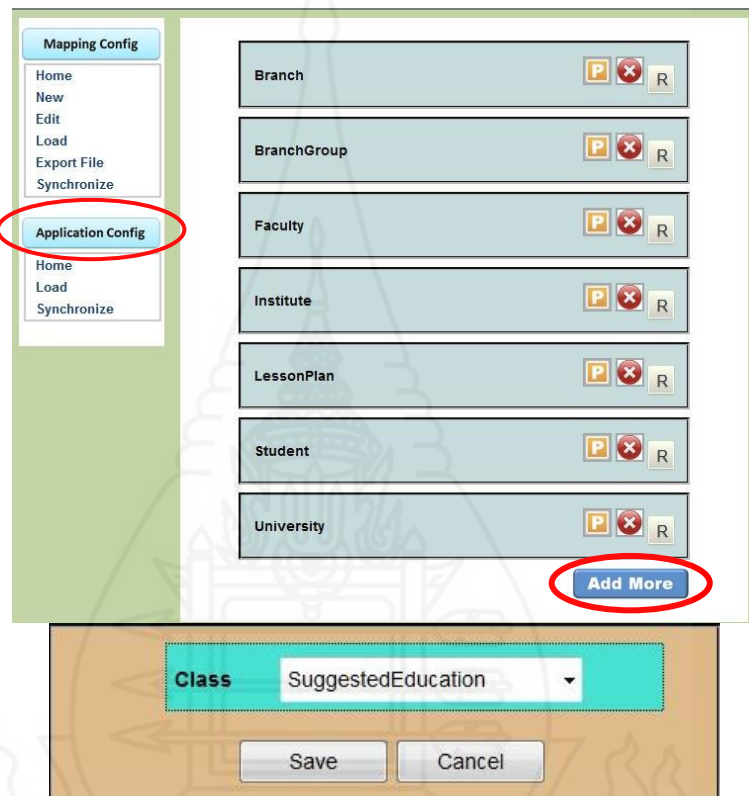 Mapping Config
Home
New
Edit
Load
Export File
Synchronize
Application Config
Home
Load
Synchronize
Branch P R
BranchGroup P R
Faculty P R
Institute P R
LessonPlan P R
Student P R
University P R
Add More
Class SuggestedEducation
Save Cancel